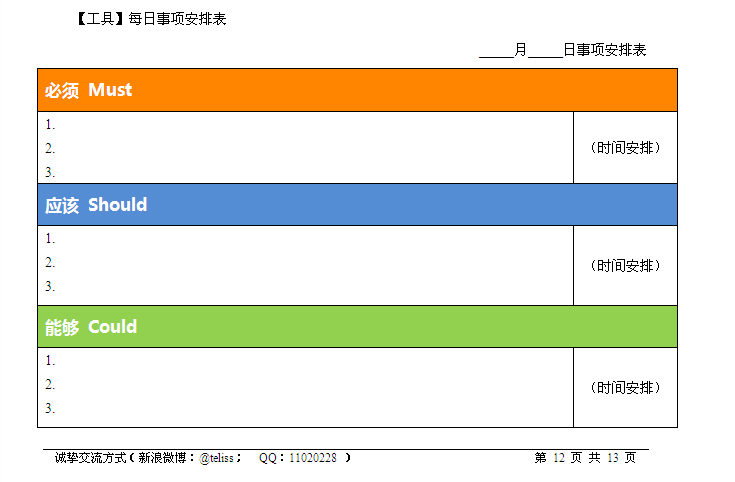 【工具】每日事项安排表
_____月_____日事项安排表
必须 Must
1.
2.
3.
（时间安排）
应该 Should
1.
2.
3.
（时间安排）
能够 Could
1.
2.
3.
（时间安排）
诚挚交流方式（新浪微博：@teliss； QQ：11020228 ） 第 12 页 共 13 页